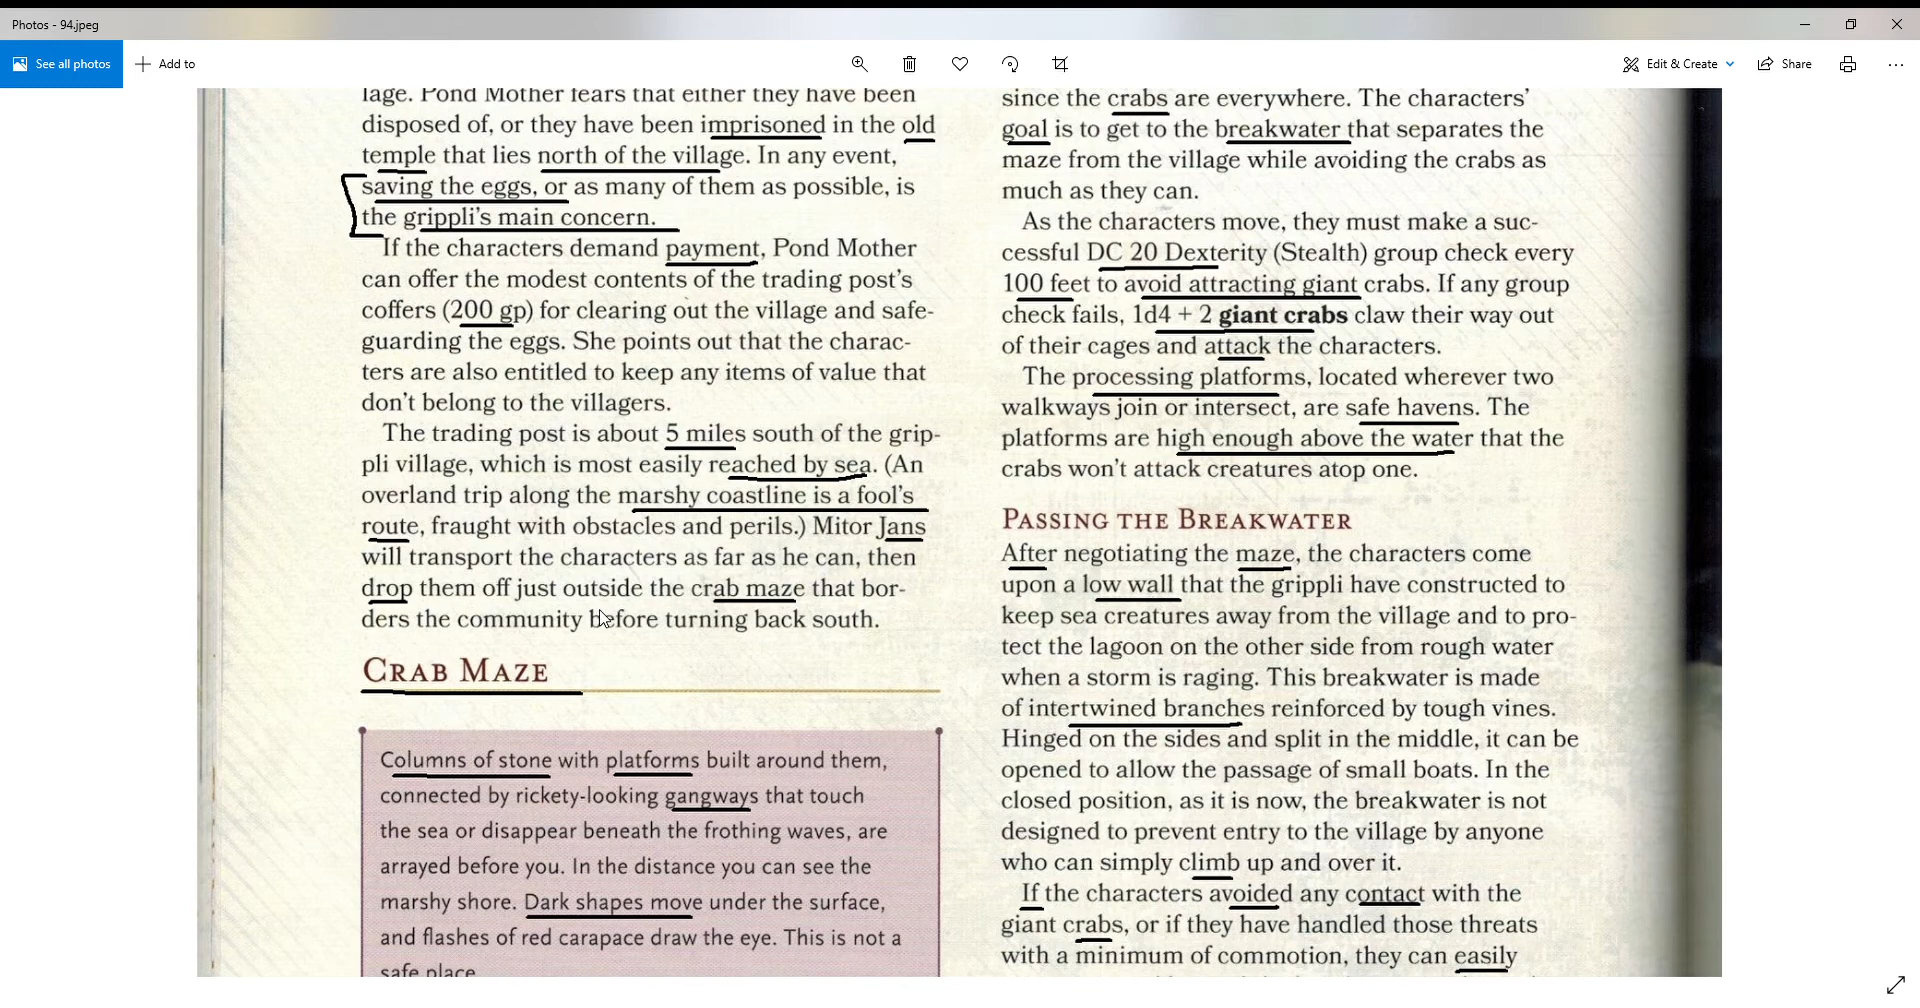 Photos - 94.jpeg
See all photos
Add to
Edit & Create
Share
lage. Pond Mother fears that either they have been
disposed of, or they have been imprisoned in the old
temple that lies north of the village. In any event,
saving the eggs, or as many of them as possible, is
the grippli's main concern.
If the characters demand payment, Pond Mother
can offer the modest contents of the trading post's
coffers (200 gp) for clearing out the village and safe-
guarding the eggs. She points out that the charac-
ters are also entitled to keep any items of value that
don't belong to the villagers.
The trading post is about 5 miles south of the grip-
pli village, which is most easily reached by sea. (An
overland trip along the marshy coastline is a fool's
route, fraught with obstacles and perils.) Mitor Jans
will transport the characters as far as he can, then
drop them off just outside the crab maze that bor-
ders the community before turning back south.
CRAB MAZE
Columns of stone with platforms built around them,
connected by rickety-looking gangways that touch
the sea or disappear beneath the frothing waves, are
arrayed before you. In the distance you can see the
marshy shore. Dark shapes move under the surface,
and flashes of red carapace draw the eye. This is not a
safe place
since the crabs are everywhere. The characters'
goal is to get to the breakwater that separates the
maze from the village while avoiding the crabs as
much as they can.
As the characters move, they must make a suc-
cessful DC 20 Dexterity (Stealth) group check every
100 feet to avoid attracting giant crabs. If any group
check fails, 1d4 + 2 giant crabs claw their way out
of their cages and attack the characters.
The processing platforms, located wherever two
walkways join or intersect, are safe havens. The
platforms are high enough above the water that the
crabs won't attack creatures atop one.
PASSING THE BREAKWATER
After negotiating the maze, the characters come
upon a low wall that the grippli have constructed to
keep sea creatures away from the village and to pro-
tect the lagoon on the other side from rough water
when a storm is raging. This breakwater is made
of intertwined branches reinforced by tough vines.
Hinged on the sides and split in the middle, it can be
opened to allow the passage of small boats. In the
closed position, as it is now, the breakwater is not
designed to prevent entry to the village by anyone
who can simply climb up and over it.
If the characters avoided any contact with the
giant crabs, or if they have handled those threats
with a minimum of commotion, they can easily